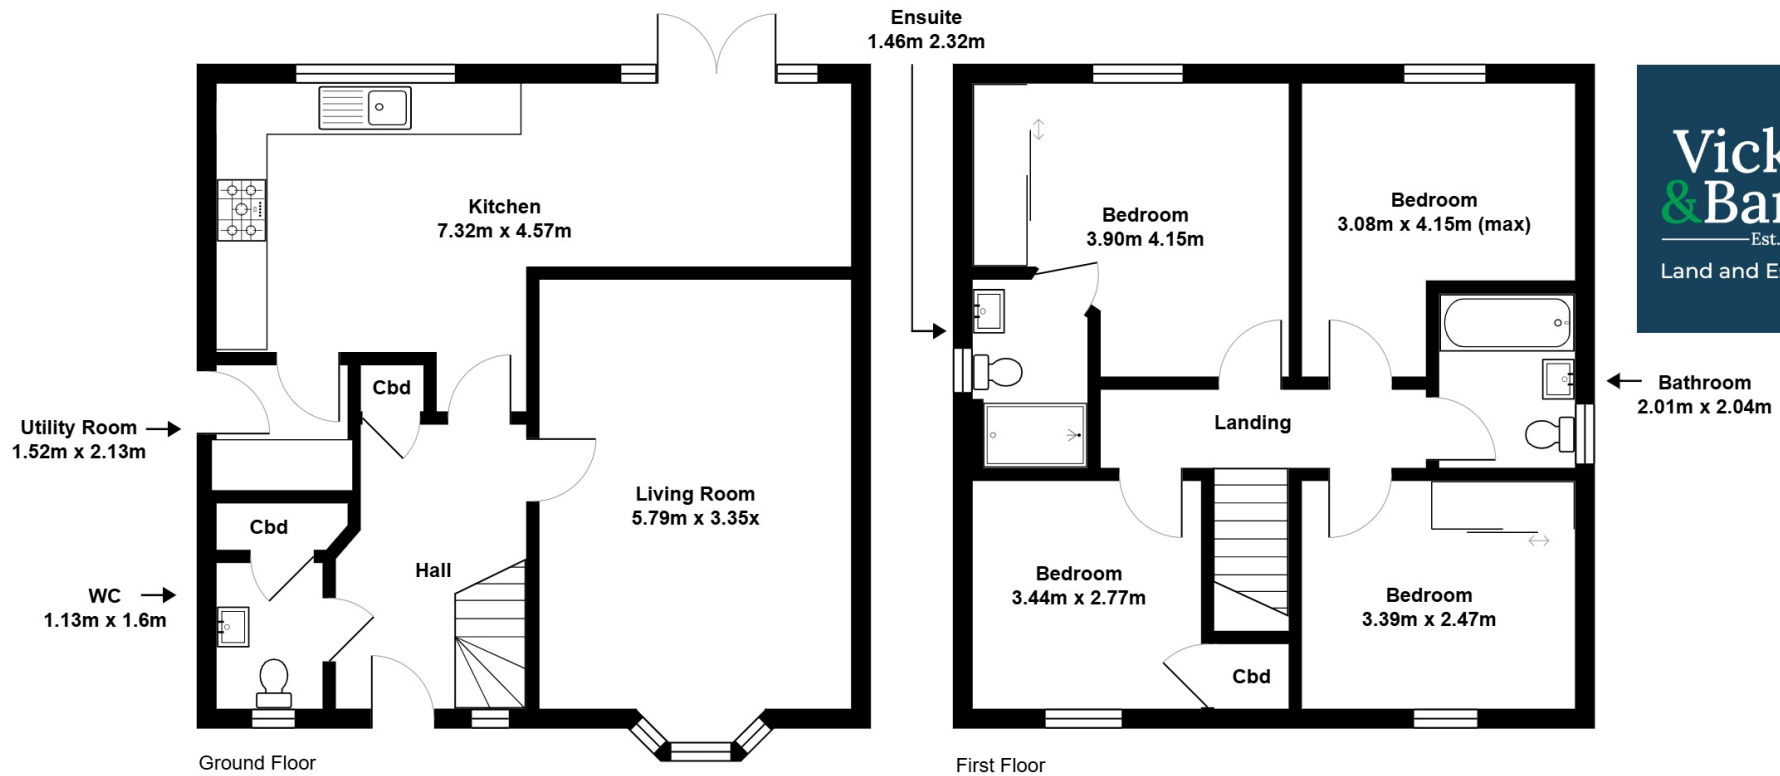 Ensuite
1.46m 2.32m
Kitchen
7.32m x 4.57m
Bedroom
3.90m 4.15m
Bedroom
3.08m x 4.15m (max)
Vick
&Bar
Est.
Land and E
Cbd
Utility Room
1.52m x 2.13m
Landing
Bathroom
2.01m x 2.04m
Living Room
5.79m x 3.35x
Cbd
Hall
WC
1.13m x 1.6m
Bedroom
3.44m x 2.77m
Bedroom
3.39m x 2.47m
Cbd
Ground Floor
First Floor